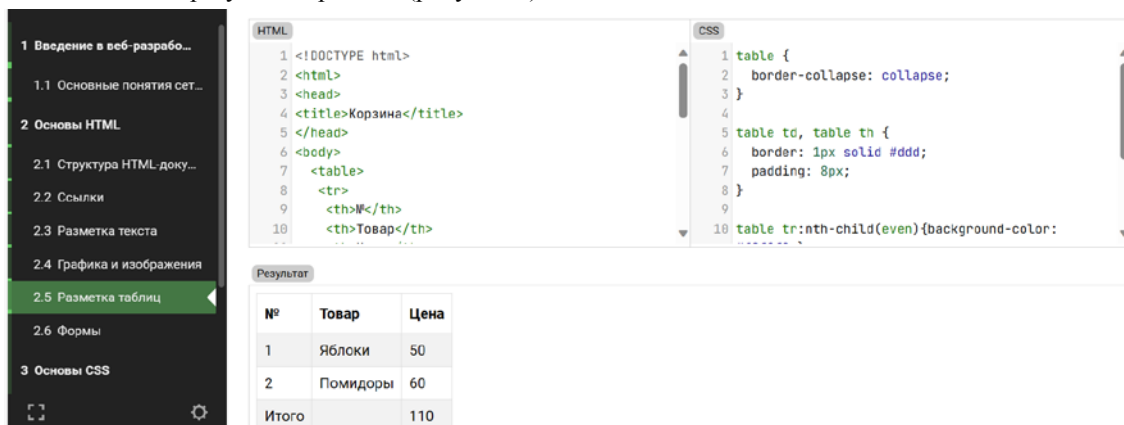 1 Введение в веб-разрабо...
1.1 Основные понятия сет...
2 Основы HTML
2.1 Структура HTML-доку...
2.2 Ссылки
2.3 Разметка текста
2.4 Графика и изображения
2.5 Разметка таблиц
2.6 Формы
3 Основы CSS
HTML
1 <!DOCTYPE html>
2 <html>
3 <head>
4 <title>Корзина</title>
5 </head>
6 <body>
7 <table>
8 <tr>
9 <th>№</th>
10 <th>Товар</th>
CSS
1 table {
2 border-collapse: collapse;
3 }
4
5 table td, table th {
6 border: 1px solid #ddd;
7 padding: 8px;
8 }
9
10 table tr:nth-child(even){background-color:
Результат
№ Товар Цена
1 Яблоки 50
2 Помидоры 60
Итого 110